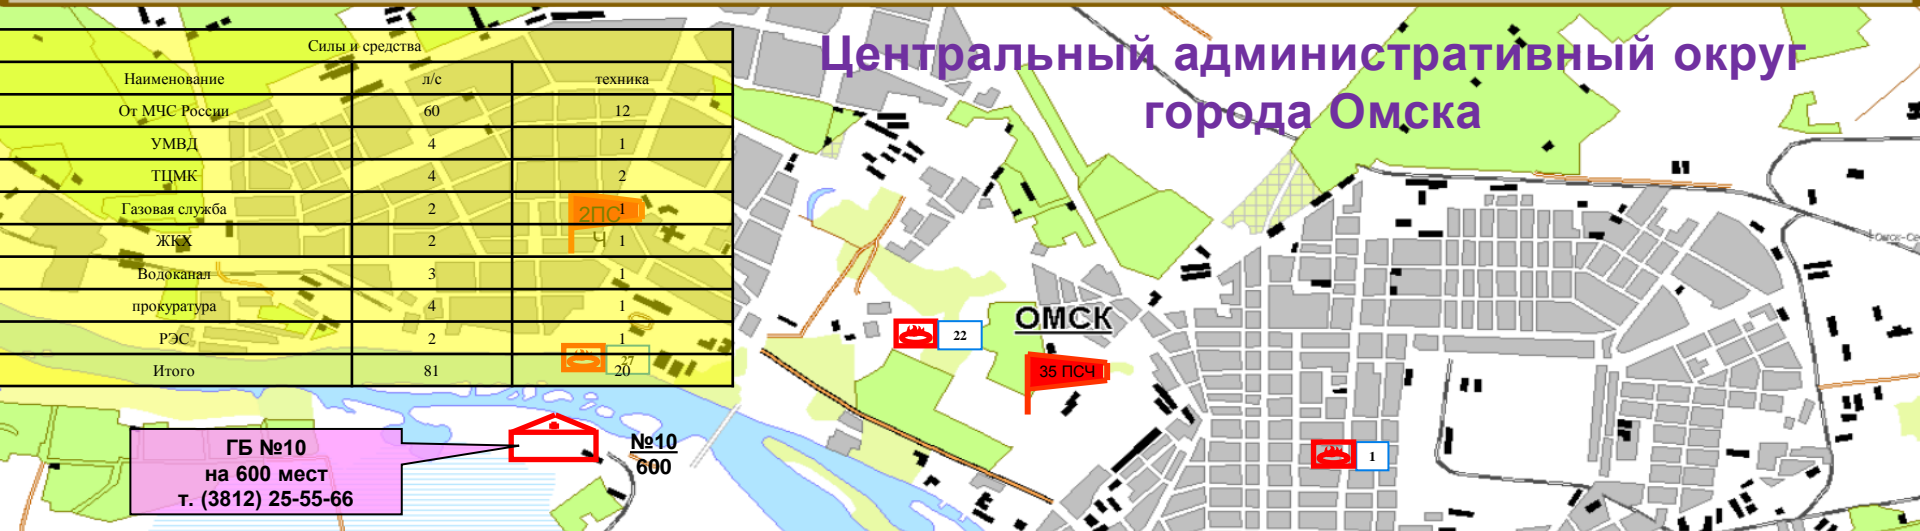 Центральный административный округ
города Омска
Силы и средства
Наименование л/с техника
От МЧС России 60 12
УМВД 4 1
ТЦМК 4 2
Газовая служба 2 1
ЖКХ 2 1
Водоканал 3 1
прокуратура 4 1
РЭС 2 1
Итого 81 20
2ПС
Ч
27
22
ОМСК
35 ПСЧ
1
ГБ №10
на 600 мест
т. (3812) 25-55-66
№10
600